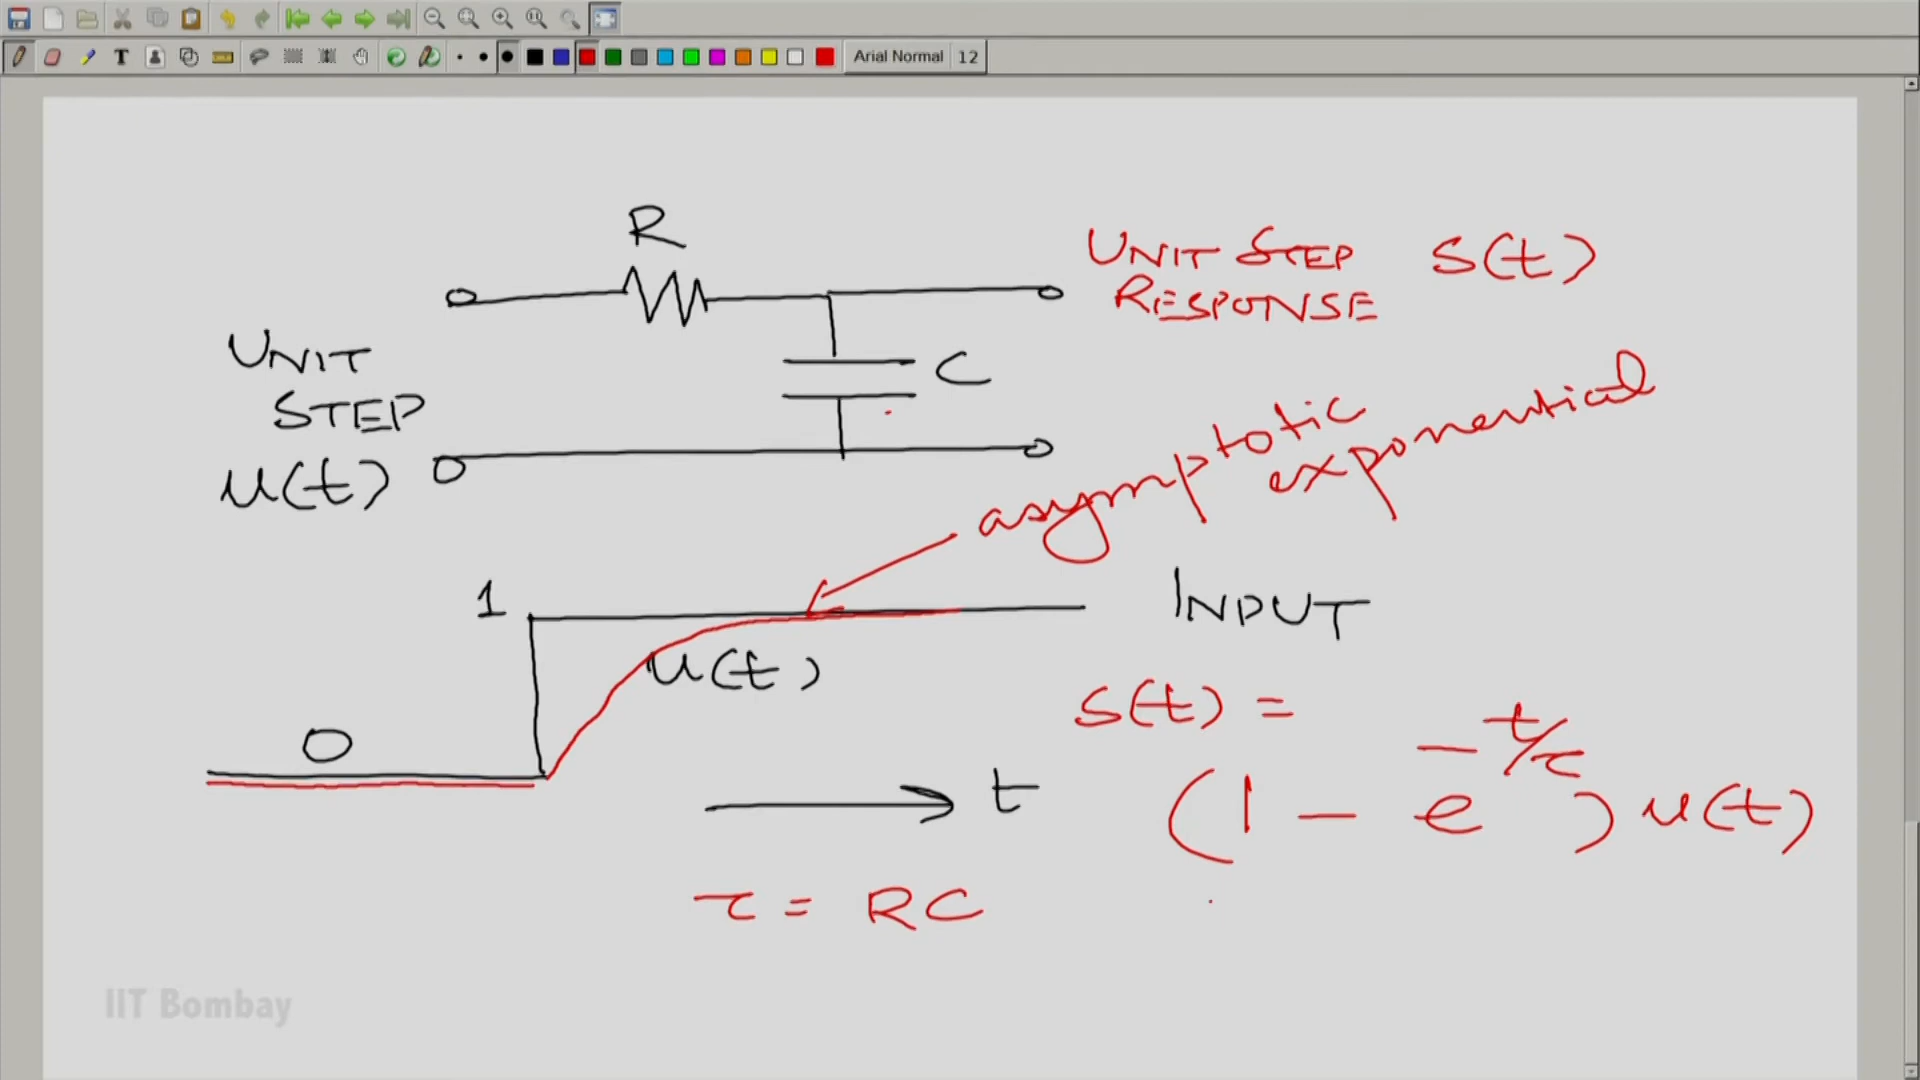 Arial Normal 12
R
UNIT STEP S(t)
RESPONSE
UNIT
STEP
u(t)
C
asymptotic
exponential
1
INPUT
u(t)
s(t) =
0
t
(1 - e^{-t/τ}) u(t)
τ = RC
IIT Bombay